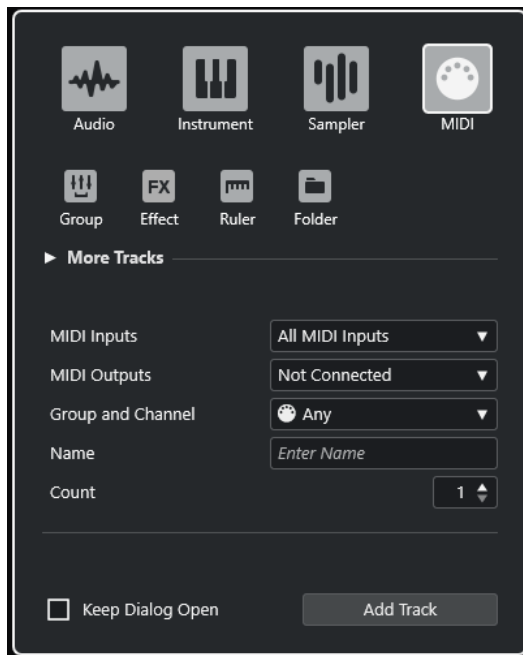 Audio Instrument Sampler MIDI
FX
Group Effect Ruler Folder
More Tracks
MIDI Inputs All MIDI Inputs
MIDI Outputs Not Connected
Group and Channel Any
Name Enter Name
Count 1
Keep Dialog Open Add Track